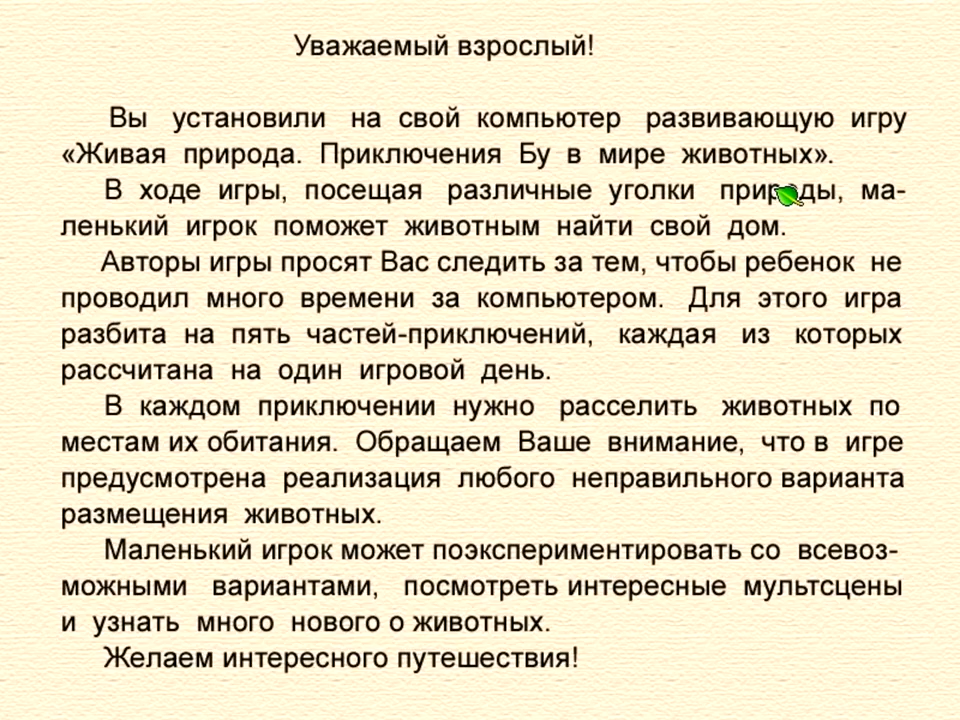 Уважаемый взрослый!
Вы установили на свой компьютер развивающую игру
«Живая природа. Приключения Бу в мире животных».
В ходе игры, посещая различные уголки природы, ма-
ленький игрок поможет животным найти свой дом.
Авторы игры просят Вас следить за тем, чтобы ребенок не
проводил много времени за компьютером. Для этого игра
разбита на пять частей-приключений, каждая из которых
рассчитана на один игровой день.
В каждом приключении нужно расселить животных по
местам их обитания. Обращаем Ваше внимание, что в игре
предусмотрена реализация любого неправильного варианта
размещения животных.
Маленький игрок может поэкспериментировать со всевоз-
можными вариантами, посмотреть интересные мультсцены
и узнать много нового о животных.
Желаем интересного путешествия!